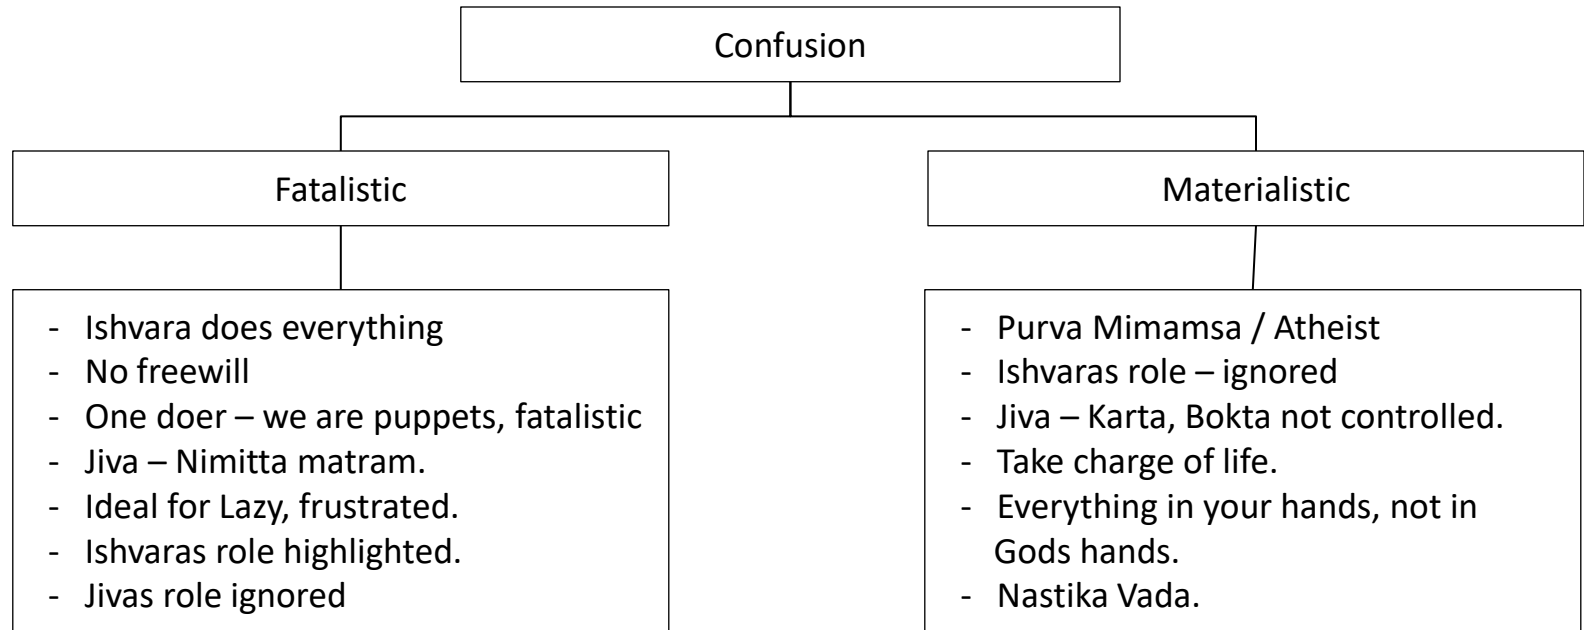 Confusion
Fatalistic
Materialistic
- Ishvara does everything
- No freewill
- One doer – we are puppets, fatalistic
- Jiva – Nimitta matram.
- Ideal for Lazy, frustrated.
- Ishvaras role highlighted.
- Jivas role ignored
- Purva Mimamsa / Atheist
- Ishvaras role – ignored
- Jiva – Karta, Bokta not controlled.
- Take charge of life.
- Everything in your hands, not in
Gods hands.
- Nastika Vada.